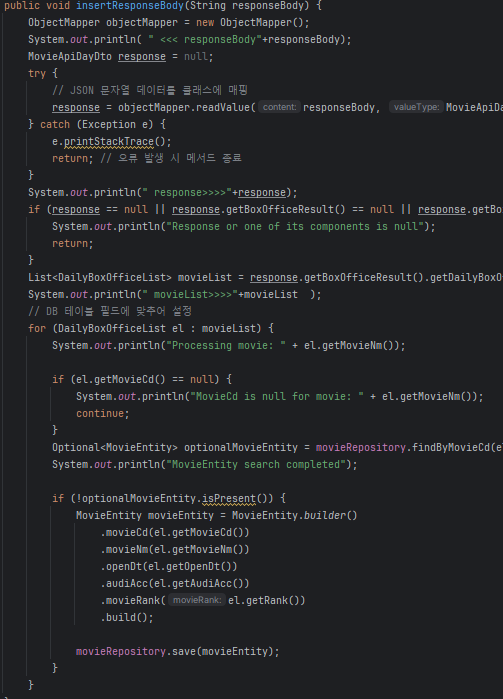 public void insertResponseBody(String responseBody) {
ObjectMapper objectMapper = new ObjectMapper();
System.out.println( " <<< responseBody"+responseBody);
MovieApiDayDto response = null;
try {
// JSON 문자열 데이터를 클래스에 매핑
response = objectMapper.readValue( content: responseBody, valueType: MovieApiDa
} catch (Exception e) {
e.printStackTrace();
return; // 오류 발생 시 메서드 종료
}
System.out.println(" response>>>>"+response);
if (response == null || response.getBoxOfficeResult() == null || response.getBo
System.out.println("Response or one of its components is null");
return;
}
List<DailyBoxOfficeList> movieList = response.getBoxOfficeResult().getDailyBoxO
System.out.println(" movieList>>>>"+movieList  );
// DB 테이블 필드에 맞추어 설정
for (DailyBoxOfficeList el : movieList) {
System.out.println("Processing movie: " + el.getMovieNm());
if (el.getMovieCd() == null) {
System.out.println("MovieCd is null for movie: " + el.getMovieNm());
continue;
}
Optional<MovieEntity> optionalMovieEntity = movieRepository.findByMovieCd(e
System.out.println("MovieEntity search completed");
if (!optionalMovieEntity.isPresent()) {
MovieEntity movieEntity = MovieEntity.builder()
.movieCd(el.getMovieCd())
.movieNm(el.getMovieNm())
.openDt(el.getOpenDt())
.audiAcc(el.getAudiAcc())
.movieRank( movieRank: el.getRank())
.build();
movieRepository.save(movieEntity);
}
}